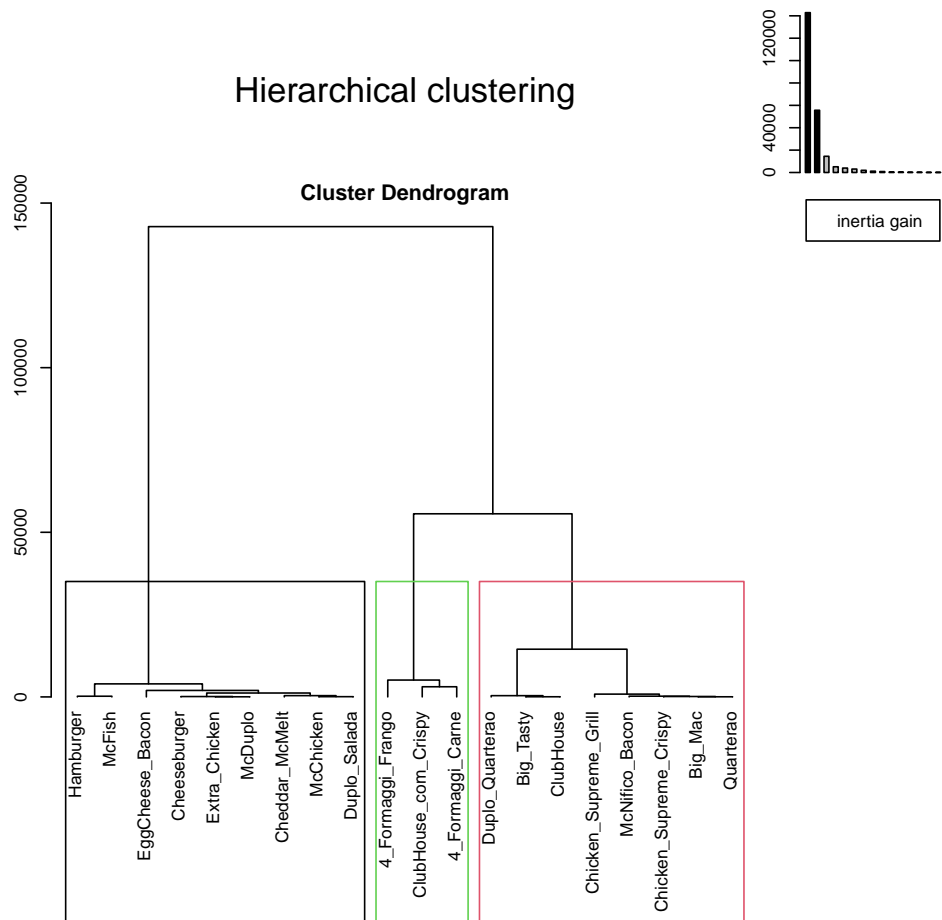 Hierarchical clustering
0
40000
120000
inertia gain
Cluster Dendrogram
0
50000
100000
150000
Hamburger
McFish
EggCheese_Bacon
Cheeseburger
Extra_Chicken
McDuplo
Cheddar_McMelt
McChicken
Duplo_Salada
4_Formaggi_Frango
ClubHouse_com_Crispy
4_Formaggi_Carne
Duplo_Quarterao
Big_Tasty
ClubHouse
Chicken_Supreme_Grill
McNifico_Bacon
Chicken_Supreme_Crispy
Big_Mac
Quarterao